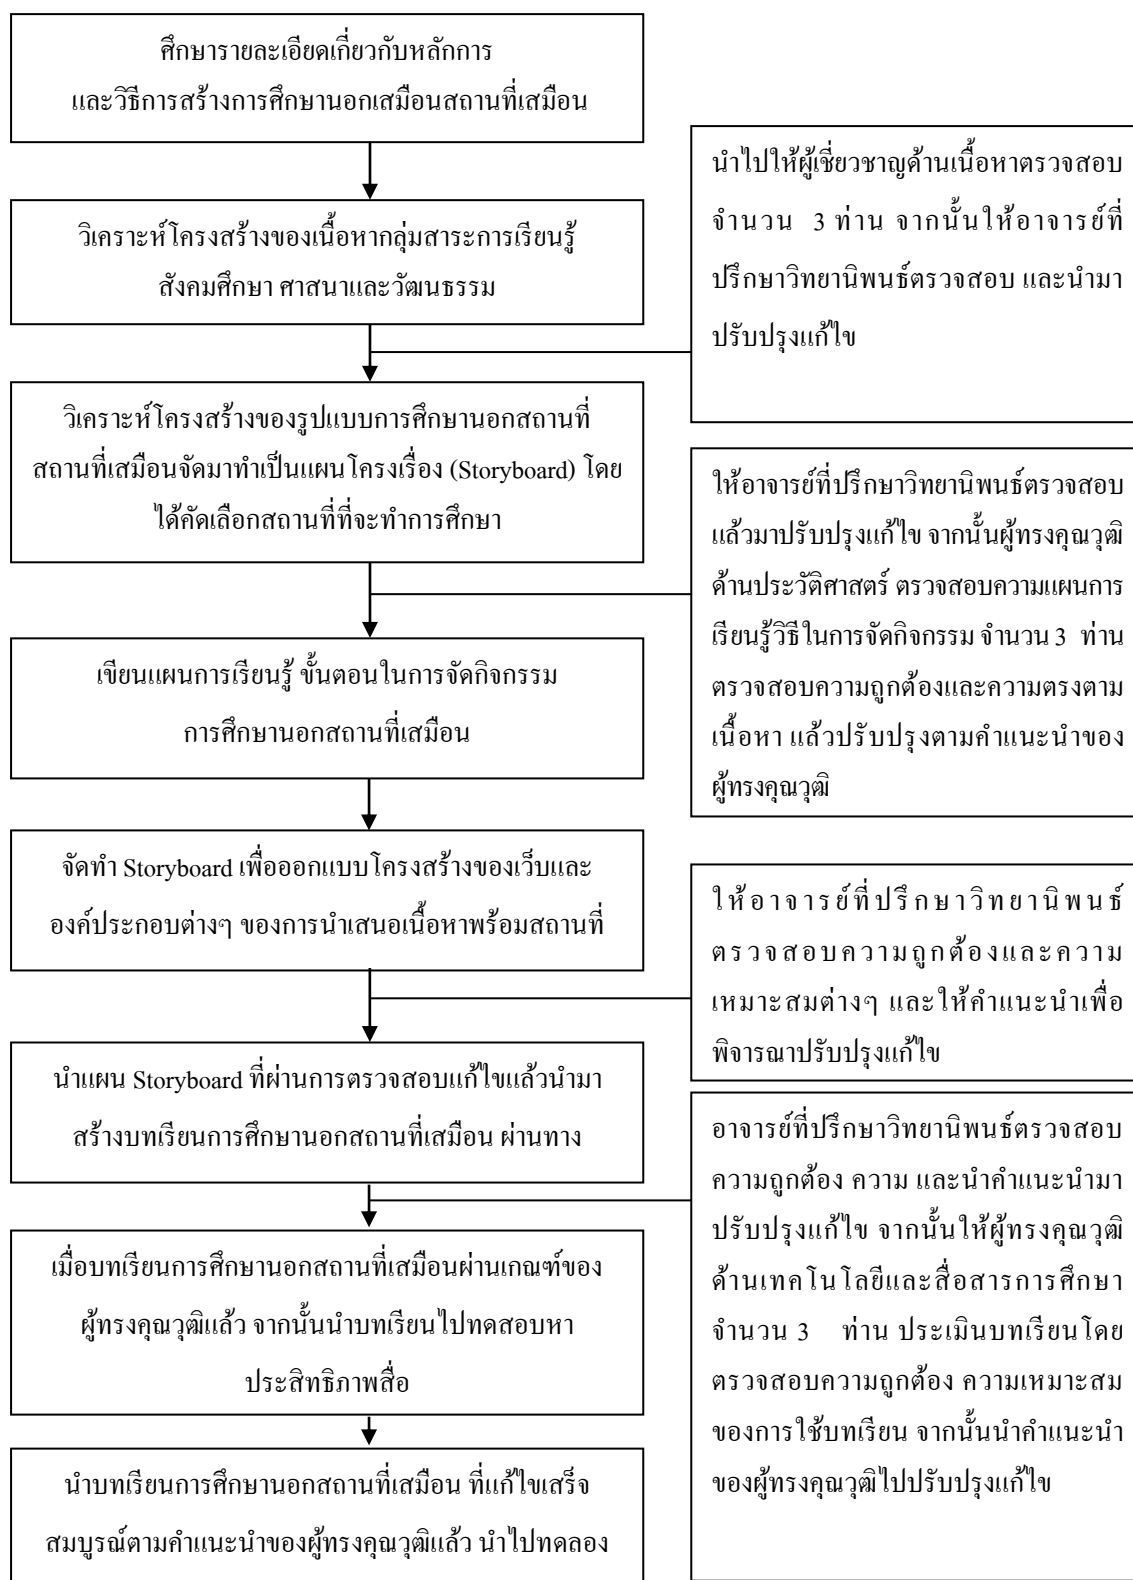 ศึกษารายละเอียดเกี่ยวกับหลักการ
และวิธีการสร้างการศึกษานอกเสมือนสถานที่เสมือน
วิเคราะห์โครงสร้างของเนื้อหากลุ่มสาระการเรียนรู้
สังคมศึกษา ศาสนาและวัฒนธรรม
นำไปให้ผู้เชี่ยวชาญด้านเนื้อหาตรวจสอบ
จำนวน 3 ท่าน จากนั้นให้อาจารย์ที่
ปรึกษาวิทยานิพนธ์ตรวจสอบ และนำมา
ปรับปรุงแก้ไข
วิเคราะห์โครงสร้างของรูปแบบการศึกษานอกสถานที่
สถานที่เสมือนจัดมาทำเป็นแผนโครงเรื่อง (Storyboard) โดย
ได้คัดเลือกสถานที่ที่จะทำการศึกษา
ให้อาจารย์ที่ปรึกษาวิทยานิพนธ์ตรวจสอบ
แล้วมาปรับปรุงแก้ไข จากนั้นผู้ทรงคุณวุฒิ
ด้านประวัติศาสตร์ ตรวจสอบความแผนการ
เรียนรู้วิธีในการจัดกิจกรรม จำนวน 3 ท่าน
ตรวจสอบความถูกต้องและความตรงตาม
เนื้อหา แล้วปรับปรุงตามคำแนะนำของ
ผู้ทรงคุณวุฒิ
เขียนแผนการเรียนรู้ ขั้นตอนในการจัดกิจกรรม
การศึกษานอกสถานที่เสมือน
จัดทำ Storyboard เพื่อออกแบบโครงสร้างของเว็บและ
องค์ประกอบต่างๆ ของการนำเสนอเนื้อหาพร้อมสถานที่
ให้อาจารย์ที่ปรึกษาวิทยานิพนธ์
ตรวจสอบความถูกต้องและความ
เหมาะสมต่างๆ และให้คำแนะนำเพื่อ
พิจารณาปรับปรุงแก้ไข
นำแผน Storyboard ที่ผ่านการตรวจสอบแก้ไขแล้วนำมา
สร้างบทเรียนการศึกษานอกสถานที่เสมือน ผ่านทาง
อาจารย์ที่ปรึกษาวิทยานิพนธ์ตรวจสอบ
ความถูกต้อง ความ และนำคำแนะนำมา
ปรับปรุงแก้ไข จากนั้นให้ผู้ทรงคุณวุฒิ
ด้านเทคโนโลยีและสื่อสารการศึกษา
จำนวน 3 ท่าน ประเมินบทเรียนโดย
ตรวจสอบความถูกต้อง ความเหมาะสม
ของการใช้บทเรียน จากนั้นนำคำแนะนำ
ของผู้ทรงคุณวุฒิไปปรับปรุงแก้ไข
เมื่อบทเรียนการศึกษานอกสถานที่เสมือนผ่านเกณฑ์ของ
ผู้ทรงคุณวุฒิแล้ว จากนั้นนำบทเรียนไปทดสอบหา
ประสิทธิภาพสื่อ
นำบทเรียนการศึกษานอกสถานที่เสมือน ที่แก้ไขเสร็จ
สมบูรณ์ตามคำแนะนำของผู้ทรงคุณวุฒิแล้ว นำไปทดลอง